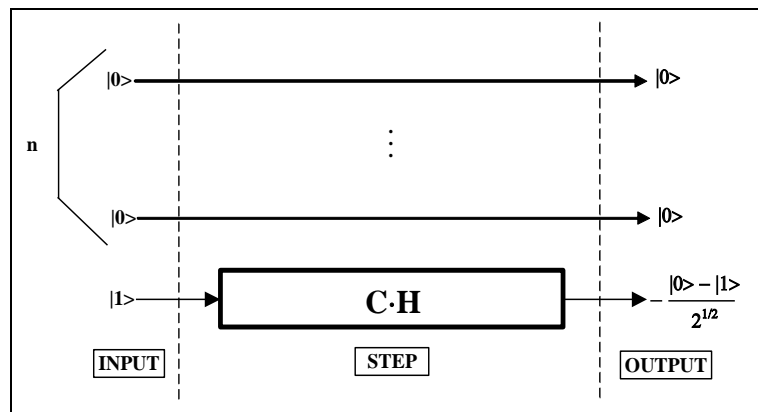 |0> |0>
n
⋮
|0> |0>
|1> C·H - |0> – |1>
2^{1/2}
INPUT STEP OUTPUT